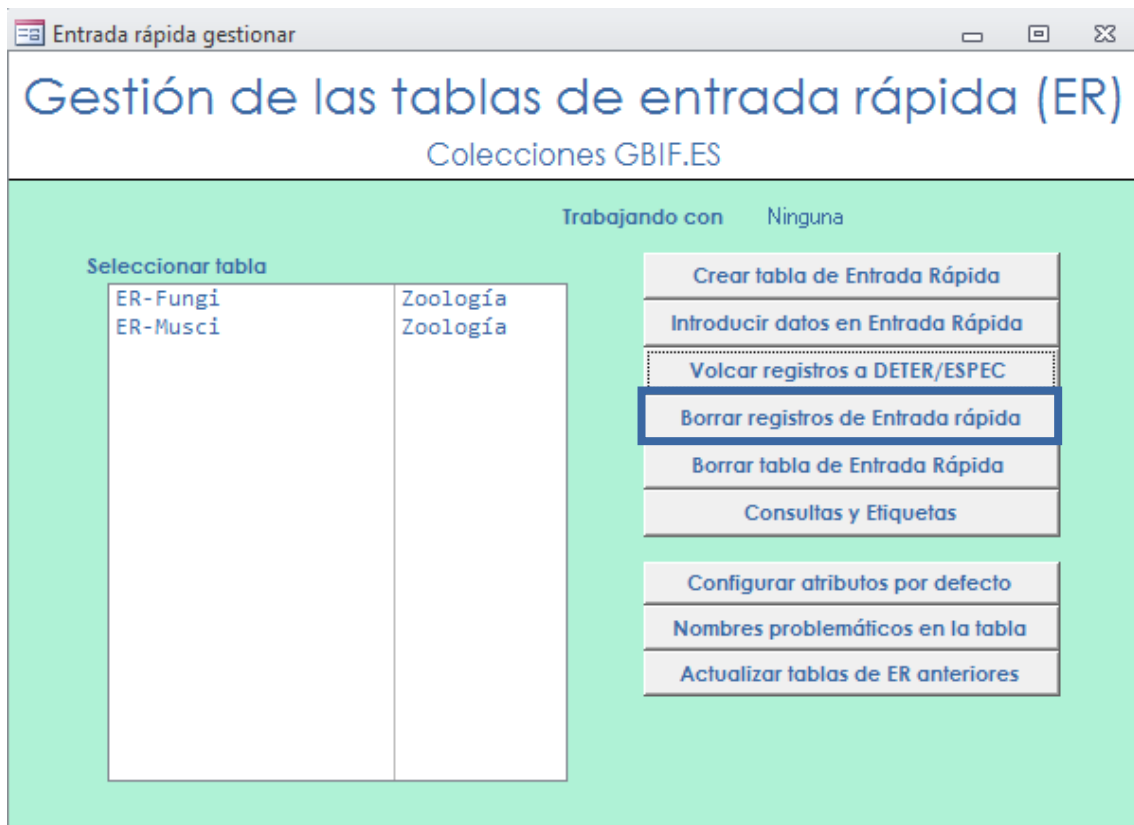 Entrada rápida gestionar
Gestión de las tablas de entrada rápida (ER)
Colecciones GBIF.ES
Trabajando con Ninguna
Seleccionar tabla
ER-Fungi Zoología
ER-Musci Zoología
Crear tabla de Entrada Rápida
Introducir datos en Entrada Rápida
Volcar registros a DETER/ESPEC
Borrar registros de Entrada rápida
Borrar tabla de Entrada Rápida
Consultas y Etiquetas
Configurar atributos por defecto
Nombres problemáticos en la tabla
Actualizar tablas de ER anteriores